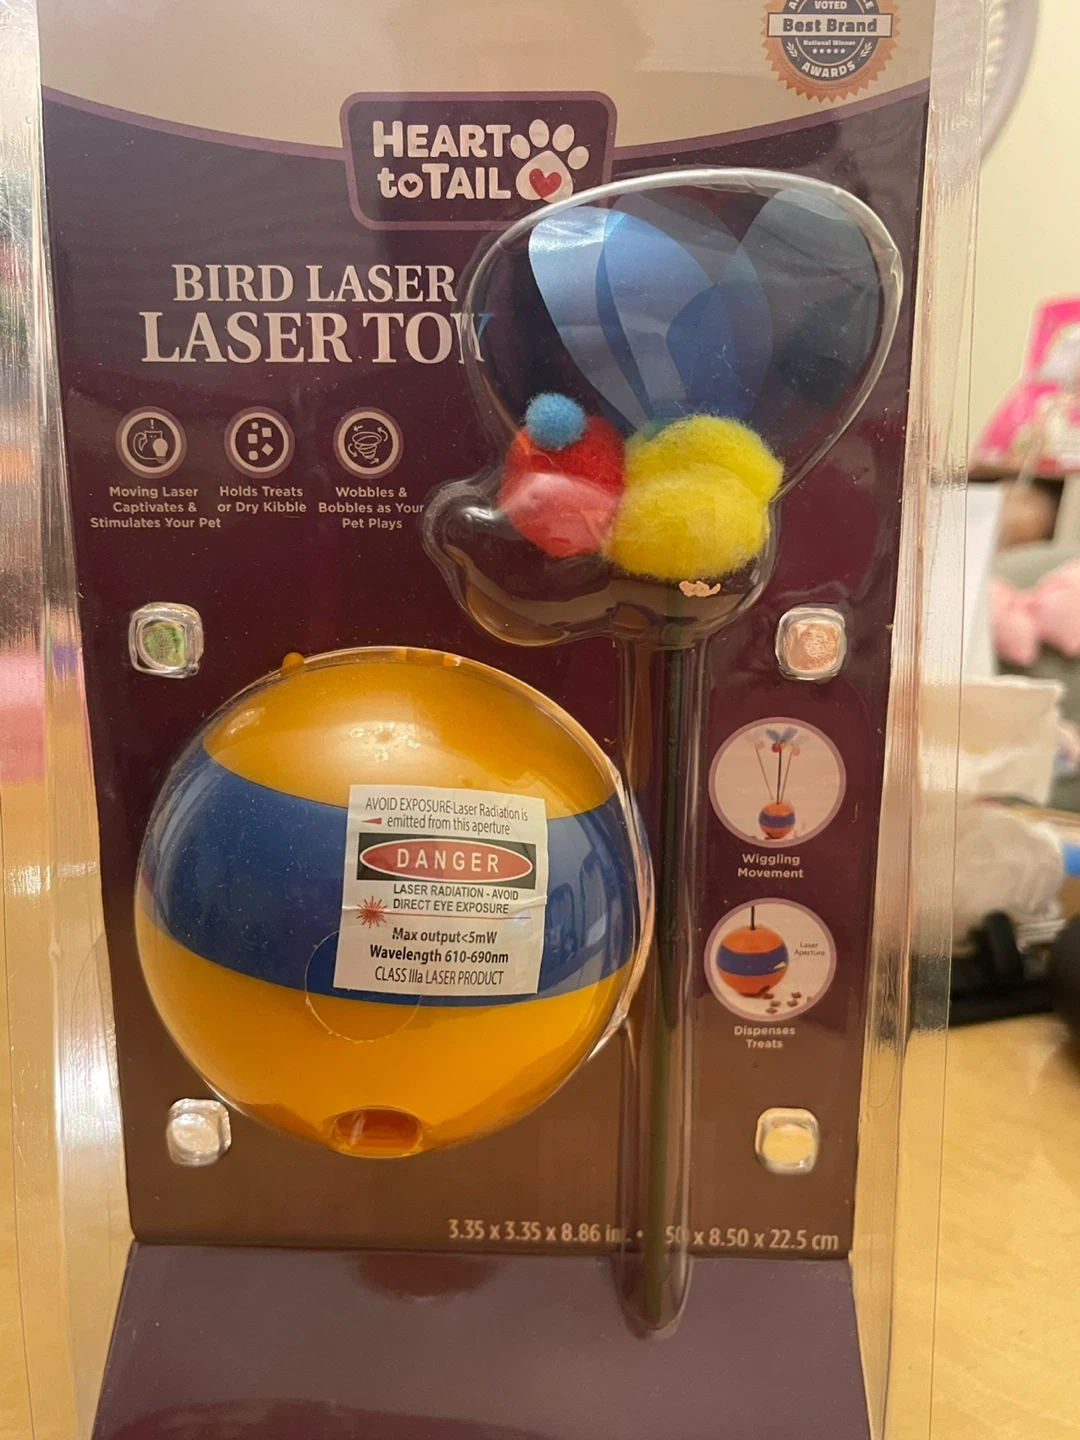 VOTED
Best Brand
National Winner
AWARDS
HEART
to TAIL
BIRD LASER
LASER TOY
Moving Laser
Captivates &
Stimulates Your Pet
Holds Treats
or Dry Kibble
Wobbles &
Bobbles as Your
Pet Plays
AVOID EXPOSURE-Laser Radiation is
emitted from this aperture
DANGER
LASER RADIATION - AVOID
DIRECT EYE EXPOSURE
Max output<5mW
Wavelength 610-690nm
CLASS IIIa LASER PRODUCT
Wiggling
Movement
Laser
Aperture
Dispenses
Treats
3.35 x 3.35 x 8.86 in. • 50 x 8.50 x 22.5 cm